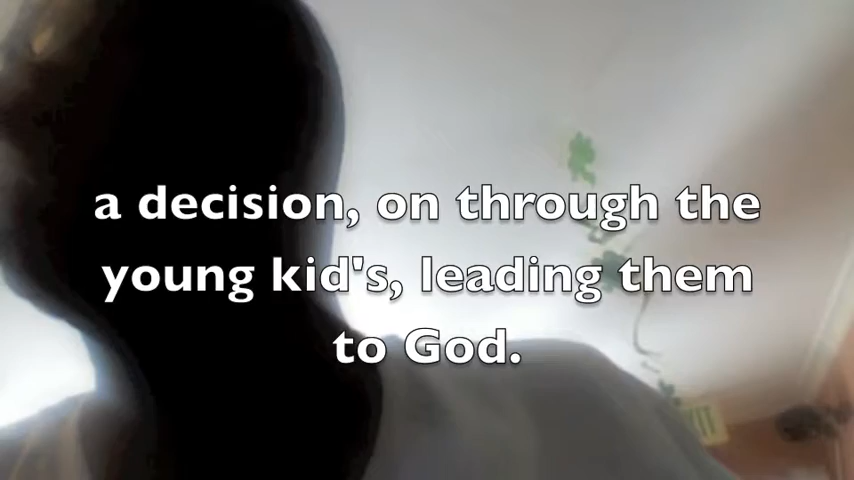 a decision, on through the
young kid's, leading them
to God.